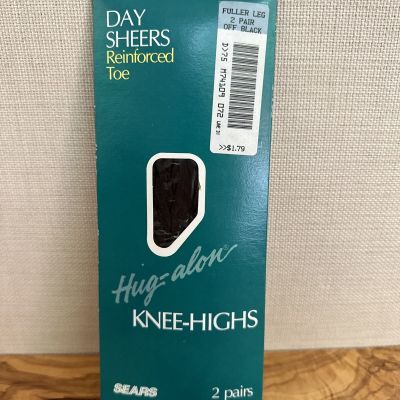 DAY
SHEERS
Reinforced
Toe
FULLER LEG
2 PAIR
OFF BLACK
>>$1.79
Hug-alon®
KNEE-HIGHS
SEARS
2 pairs